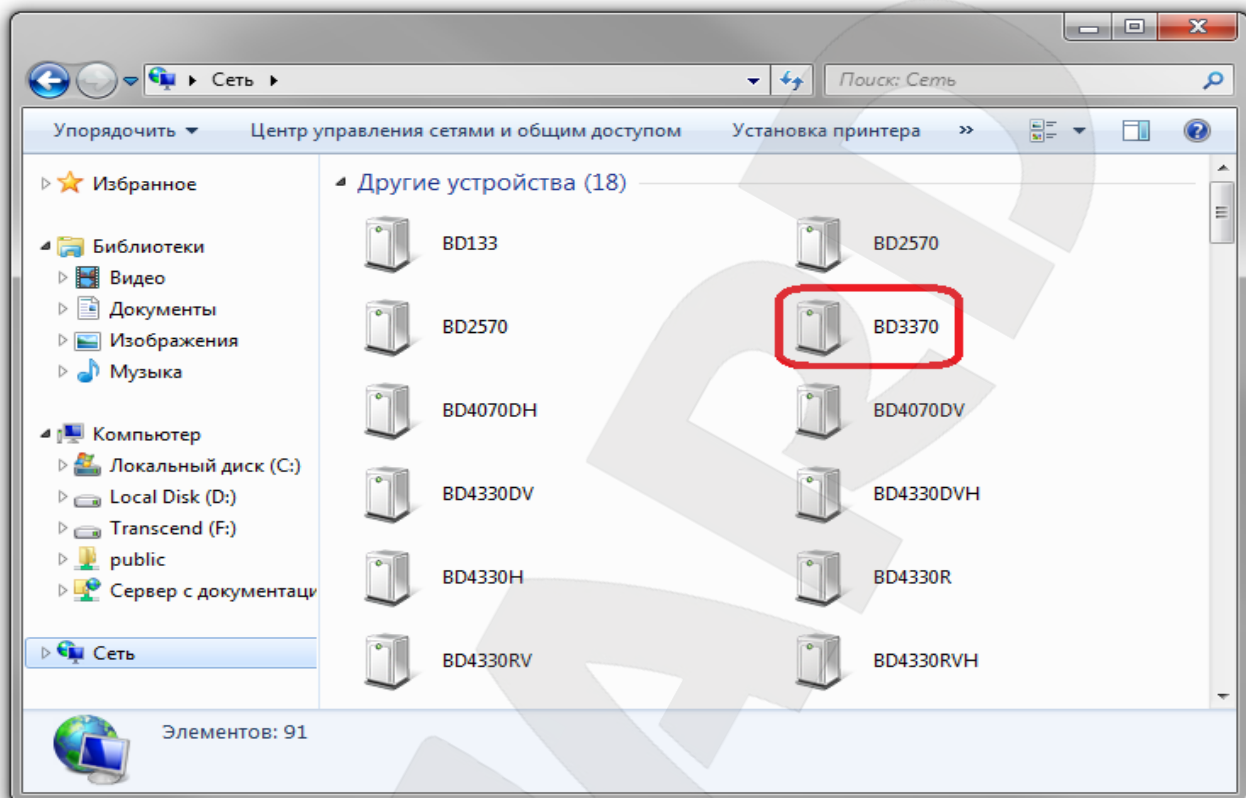 Сеть
Поиск: Сеть
Упорядочить Центр управления сетями и общим доступом Установка принтера »
Избранное
Библиотеки
Видео
Документы
Изображения
Музыка
Компьютер
Локальный диск (C:)
Local Disk (D:)
Transcend (F:)
public
Сервер с документаци
Сеть
Другие устройства (18)
BD133 BD2570
BD2570 BD3370
BD4070DH BD4070DV
BD4330DV BD4330DVH
BD4330H BD4330R
BD4330RV BD4330RVH
Элементов: 91